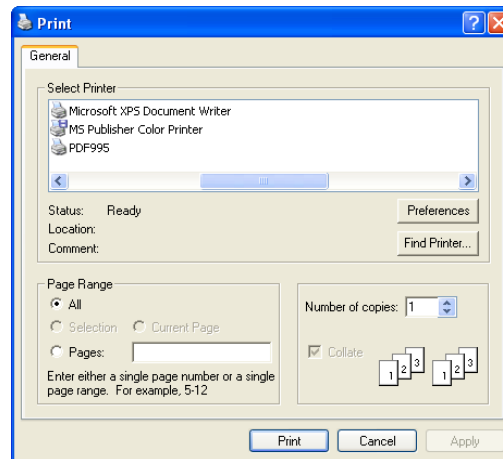 Print
General
Select Printer
Microsoft XPS Document Writer
MS Publisher Color Printer
PDF995
Status: Ready
Preferences
Location:
Comment:
Find Printer...
Page Range
All
Selection Current Page
Pages:
Enter either a single page number or a single
page range. For example, 5-12
Number of copies: 1
Collate
1 2 3 1 2 3
Print Cancel Apply